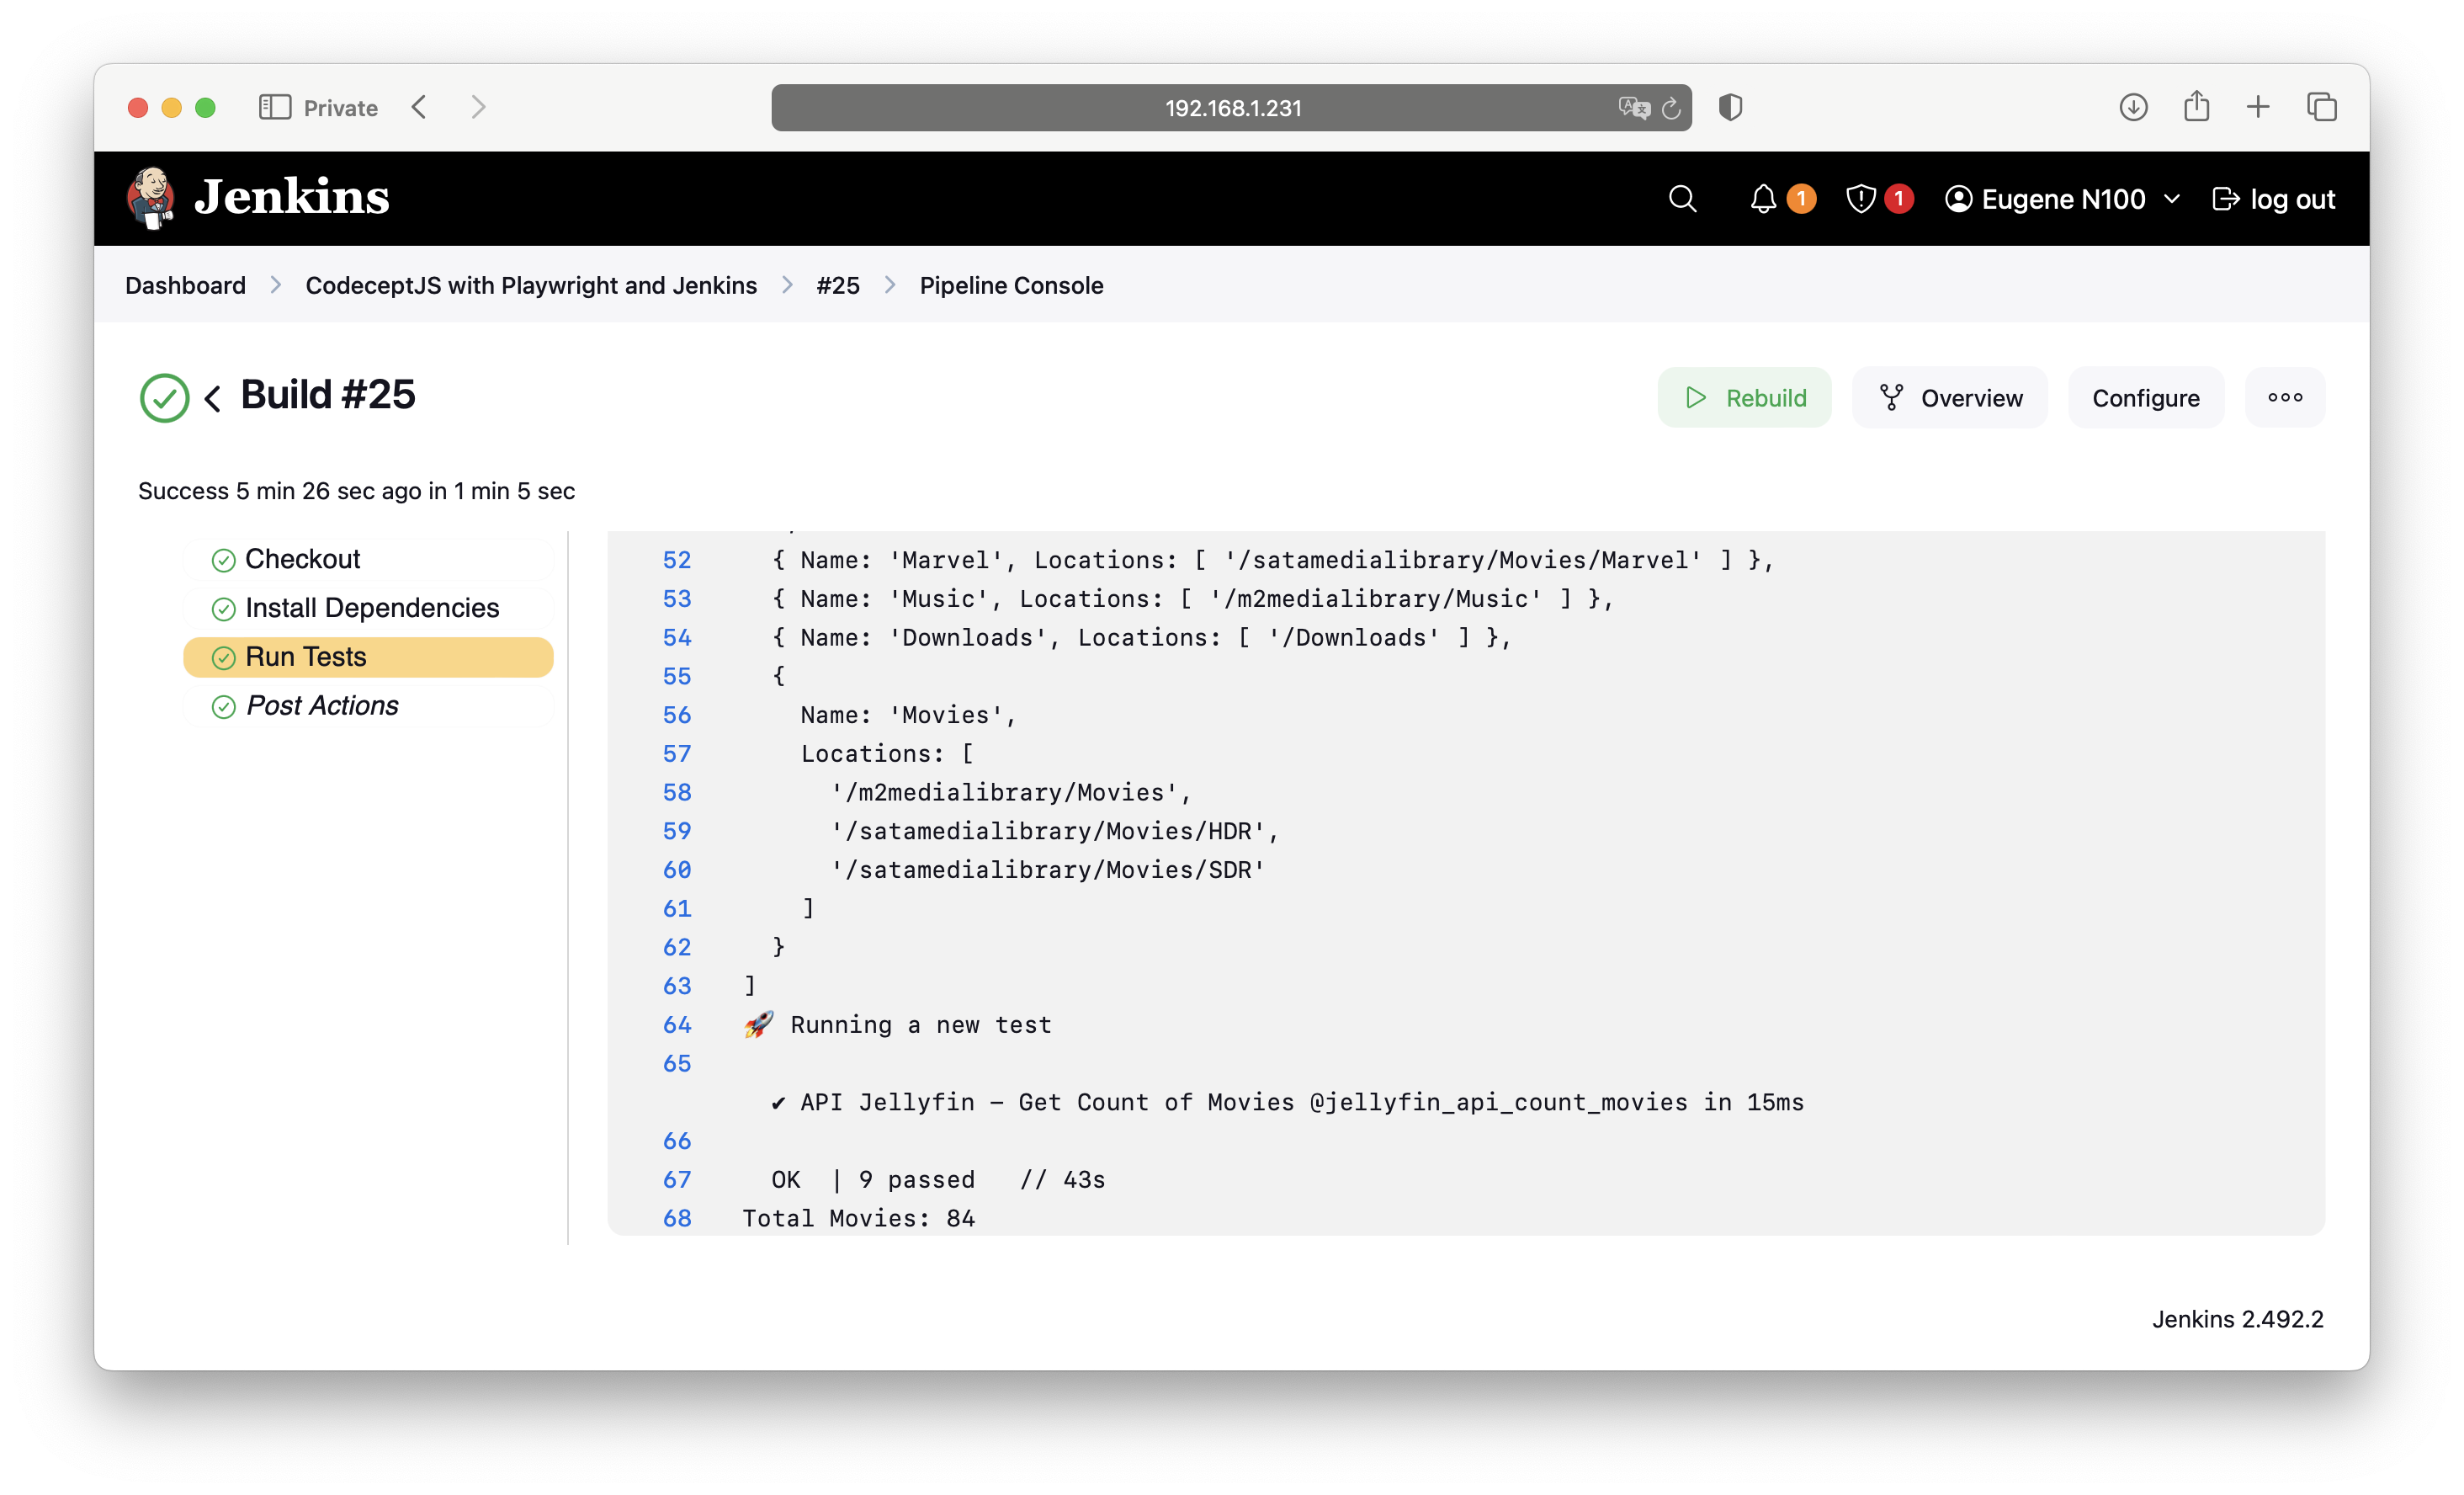 Private
192.168.1.231
Jenkins
1
1
Eugene N100
log out
Dashboard > CodeceptJS with Playwright and Jenkins > #25 > Pipeline Console
Build #25
Rebuild
Overview
Configure
Success 5 min 26 sec ago in 1 min 5 sec
Checkout
Install Dependencies
Run Tests
Post Actions
52 { Name: 'Marvel', Locations: [ '/satamedialibrary/Movies/Marvel' ] },
53 { Name: 'Music', Locations: [ '/m2medialibrary/Music' ] },
54 { Name: 'Downloads', Locations: [ '/Downloads' ] },
55 {
56 Name: 'Movies',
57 Locations: [
58 '/m2medialibrary/Movies',
59 '/satamedialibrary/Movies/HDR',
60 '/satamedialibrary/Movies/SDR'
61 ]
62 }
63 ]
64 🚀 Running a new test
65
✔ API Jellyfin – Get Count of Movies @jellyfin_api_count_movies in 15ms
66
67 OK | 9 passed // 43s
68 Total Movies: 84
Jenkins 2.492.2